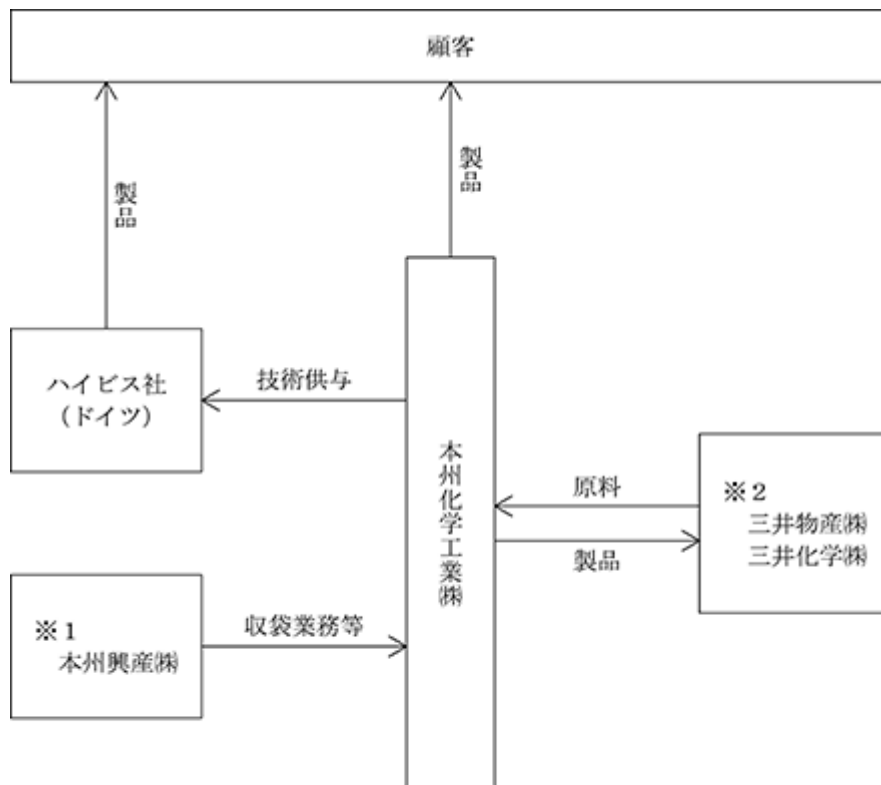 顧客
製品
製品
ハイビス社
（ドイツ）
技術供与
本州化学工業㈱
原料
製品
※２
三井物産㈱
三井化学㈱
※１
本州興産㈱
収袋業務等